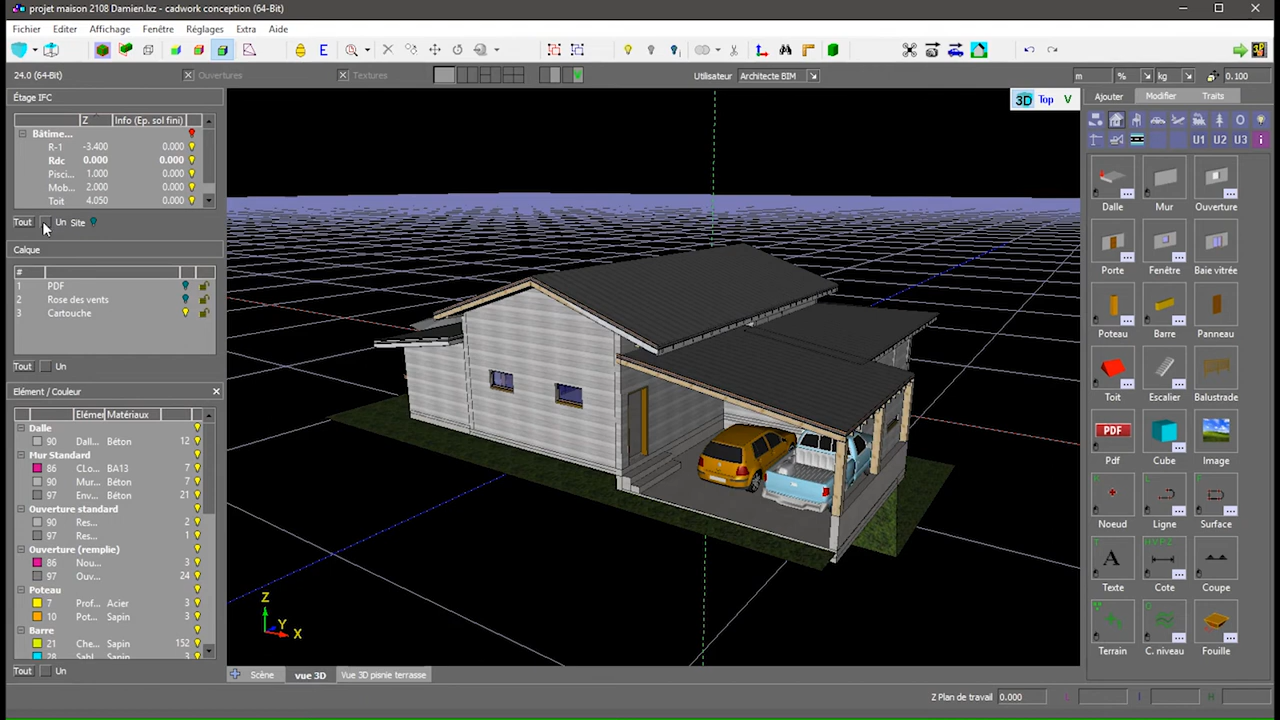 projet maison 2108 Damien.lxz - cadwork conception (64-Bit)
Fichier Editer Affichage Fenêtre Réglages Extra Aide
E
24.0 (64-Bit) Ouvertures Textures Utilisateur Architecte BIM m % kg 0.100
Étage IFC
Z Info (Ep. sol fini)
Bâtime...
R-1 -3.400 0.000
Rdc 0.000 0.000
Pisci... 1.000 0.000
Mob... 2.000 0.000
Toit 4.050 0.000
Tout Un Site
Calque
#
1 PDF
2 Rose des vents
3 Cartouche
Tout Un
Elément / Couleur
Eléme Matériaux
Dalle
90 Dall... Béton 12
Mur Standard
86 CLo... BA13 7
90 Mur... Béton 7
97 Env... Béton 21
Ouverture standard
90 Res... 2
97 Res... 1
Ouverture (remplie)
86 Nou... 3
97 Ouv... 24
Poteau
7 Prof... Acier 3
10 Pot... Sapin 3
Barre
21 Che... Sapin 152
28 Sabl... Sapin 3
Tout Un
3D Top V
Z
Y
X
Scène vue 3D Vue 3D pisnie terrasse
Ajouter Modifier Traits
U1 U2 U3 i
Dalle Mur Ouverture
Porte Fenêtre Baie vitrée
Poteau Barre Panneau
Toit Escalier Balustrade
PDF
Pdf Cube Image
Noeud Ligne Surface
Texte Cote Coupe
Terrain C. niveau Fouille
Z Plan de travail 0.000 L H